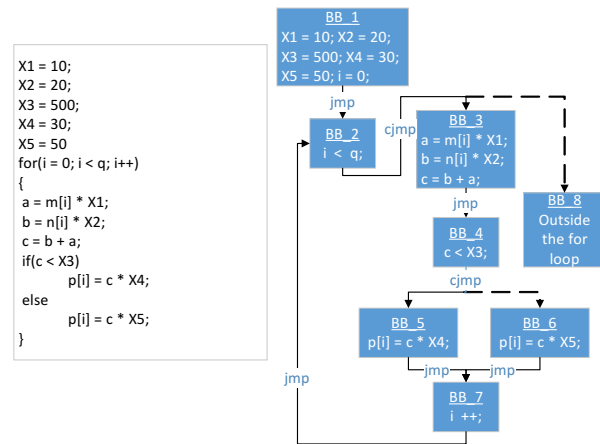 X1 = 10;
X2 = 20;
X3 = 500;
X4 = 30;
X5 = 50
for(i = 0; i < q; i++)
{
a = m[i] * X1;
b = n[i] * X2;
c = b + a;
if(c < X3)
p[i] = c * X4;
else
p[i] = c * X5;
}
BB_1
X1 = 10; X2 = 20;
X3 = 500; X4 = 30;
X5 = 50; i = 0;
jmp
BB_2
i < q;
cjmp
BB_3
a = m[i] * X1;
b = n[i] * X2;
c = b + a;
jmp
BB_8
Outside
the for
loop
BB_4
c < X3;
cjmp
BB_5
p[i] = c * X4;
BB_6
p[i] = c * X5;
jmp
jmp
BB_7
i ++;
jmp